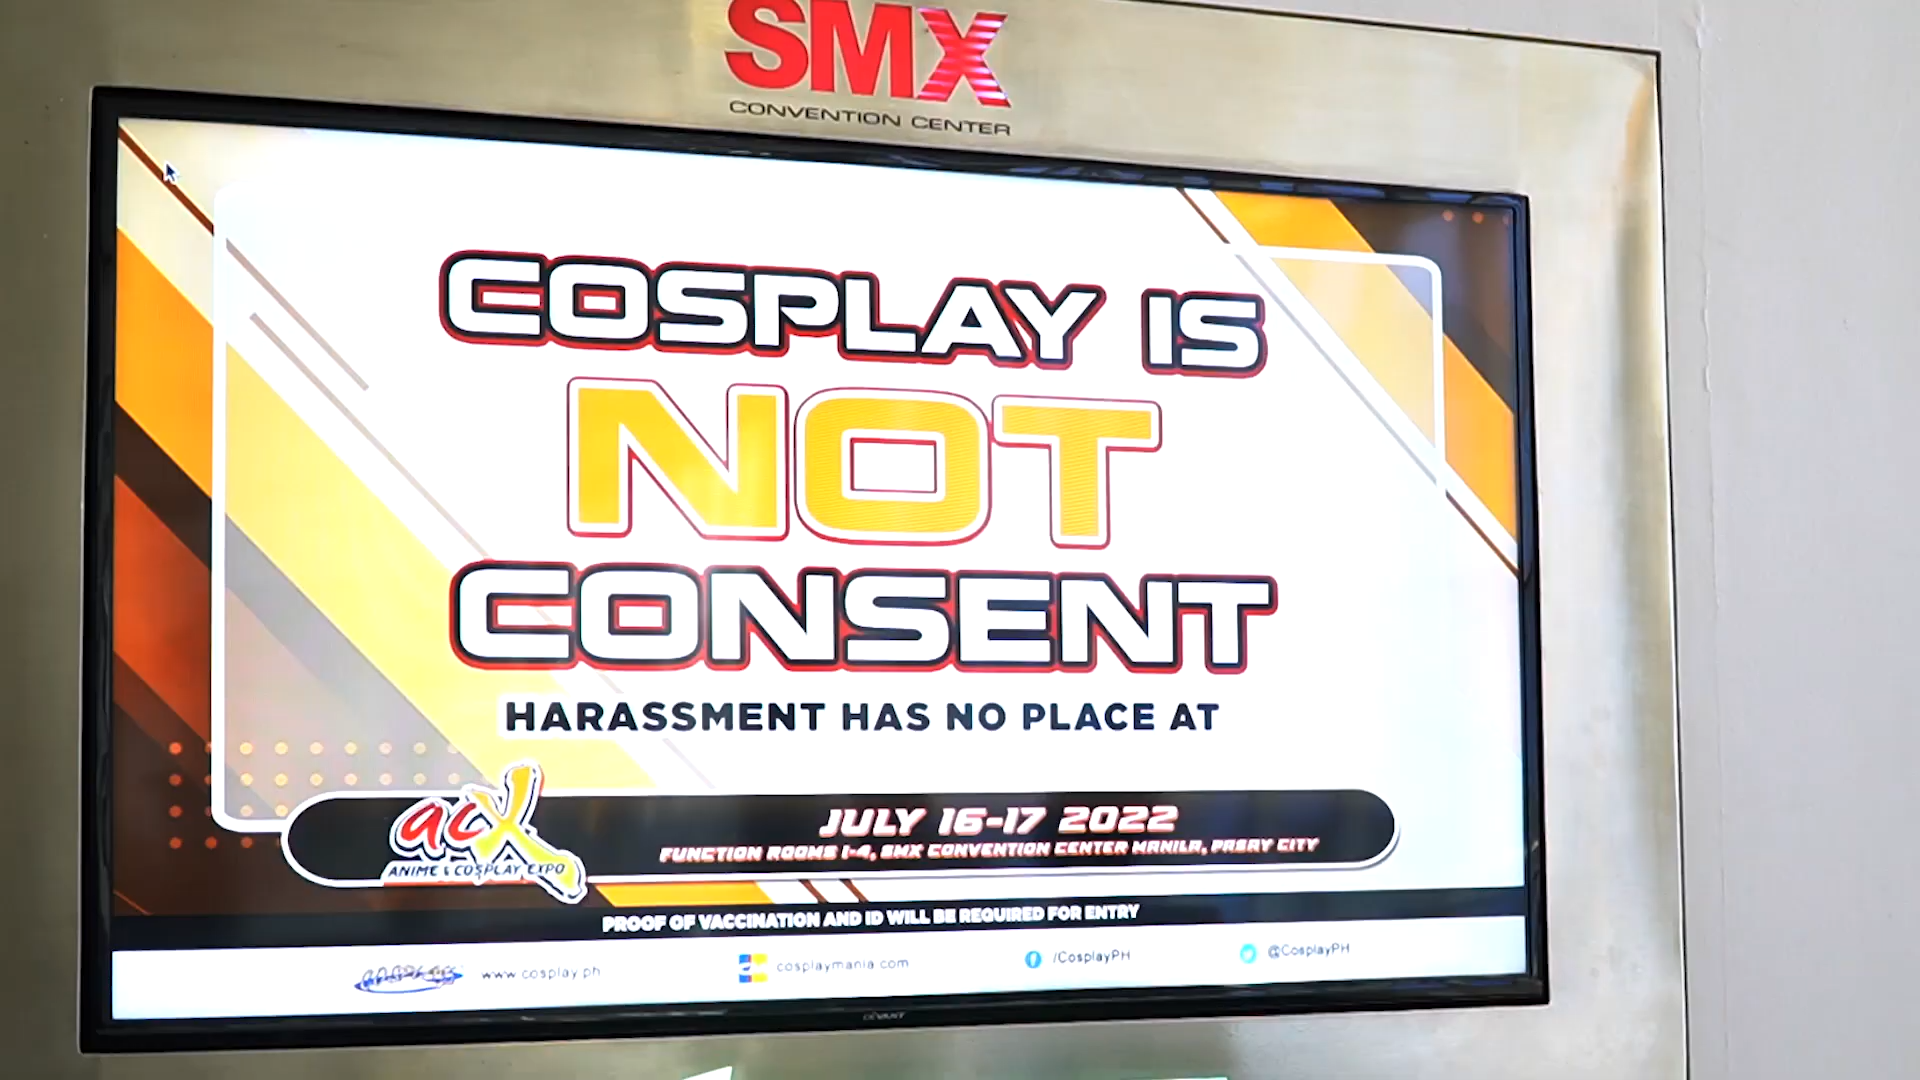 SMX
CONVENTION CENTER
COSPLAY IS
NOT
CONSENT
HARASSMENT HAS NO PLACE AT
acX
ANIME & COSPLAY EXPO
JULY 16-17 2022
FUNCTION ROOMS 1-4, SMX CONVENTION CENTER MANILA, PASAY CITY
PROOF OF VACCINATION AND ID WILL BE REQUIRED FOR ENTRY
www.cosplay.ph
cosplaymania.com
/CosplayPH
@CosplayPH